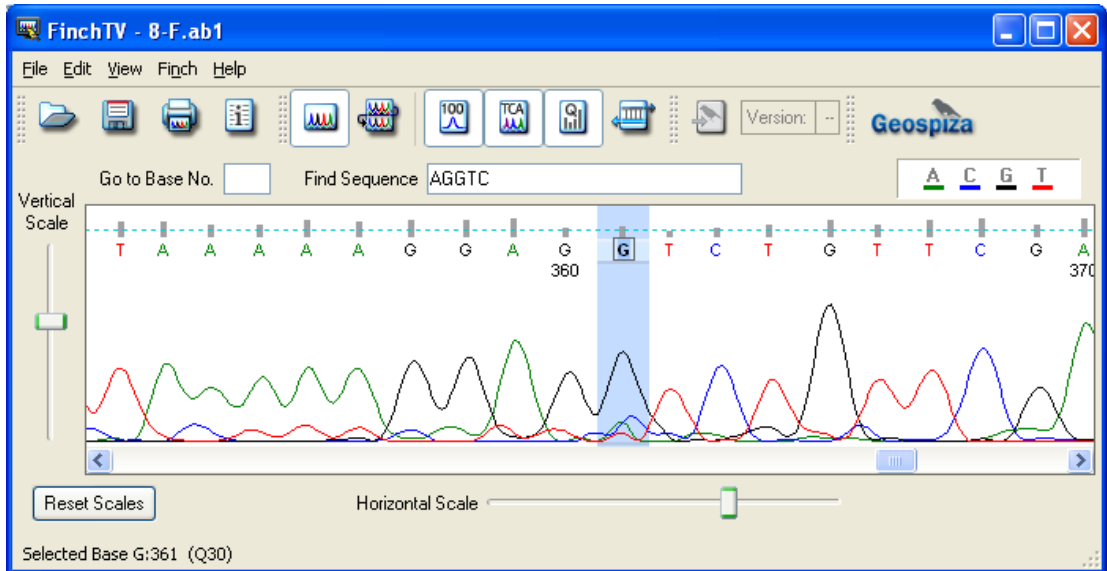 FinchTV - 8-F.ab1
File Edit View Finch Help
100
TCA
Q
Version: --
Geospiza
Go to Base No.
Find Sequence AGGTC
A C G T
Vertical
Scale
T A A A A A G G A G G T C T G T T C G A
360 370
Reset Scales
Horizontal Scale
Selected Base G:361 (Q30)